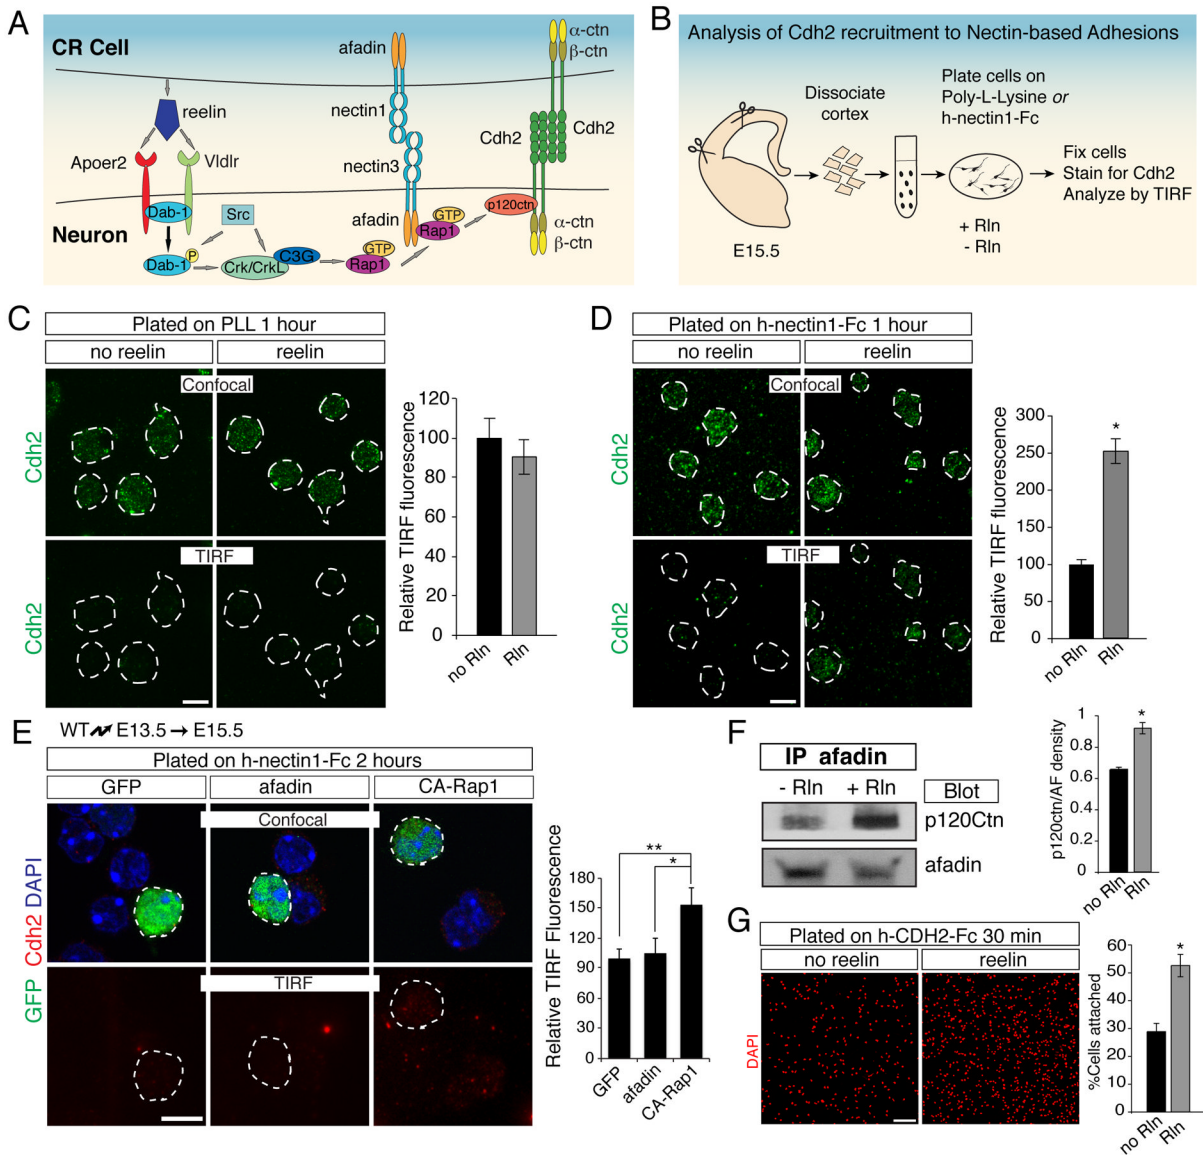 A
CR Cell
afadin
α-ctn
β-ctn
reelin
nectin1
Cdh2
Cdh2
Apoer2
Vldlr
nectin3
Dab-1
Src
afadin
GTP
p120ctn
Rap1
α-ctn
β-ctn
Neuron
P
Dab-1
Crk/CrkL
C3G
GTP
Rap1
B
Analysis of Cdh2 recruitment to Nectin-based Adhesions
Dissociate
cortex
Plate cells on
Poly-L-Lysine or
h-nectin1-Fc
Fix cells
Stain for Cdh2
Analyze by TIRF
E15.5
+ Rln
- Rln
C
Plated on PLL 1 hour
no reelin
reelin
Confocal
Cdh2
TIRF
Cdh2
Relative TIRF fluorescence
120
100
80
60
40
20
0
no Rln
Rln
D
Plated on h-nectin1-Fc 1 hour
no reelin
reelin
Confocal
Cdh2
TIRF
Cdh2
Relative TIRF fluorescence
300
250
200
150
100
50
0
*
no Rln
Rln
E
WT E13.5 → E15.5
Plated on h-nectin1-Fc 2 hours
GFP
afadin
CA-Rap1
Confocal
Cdh2 DAPI
TIRF
GFP
Relative TIRF Fluorescence
180
150
120
90
60
30
0
**
*
GFP
afadin
CA-Rap1
F
IP afadin
- Rln
+ Rln
Blot
p120Ctn
afadin
p120ctn/AF density
1
0.8
0.6
0.4
0.2
0
*
no Rln
Rln
G
Plated on h-CDH2-Fc 30 min
no reelin
reelin
DAPI
%Cells attached
60
50
40
30
20
10
0
*
no Rln
Rln